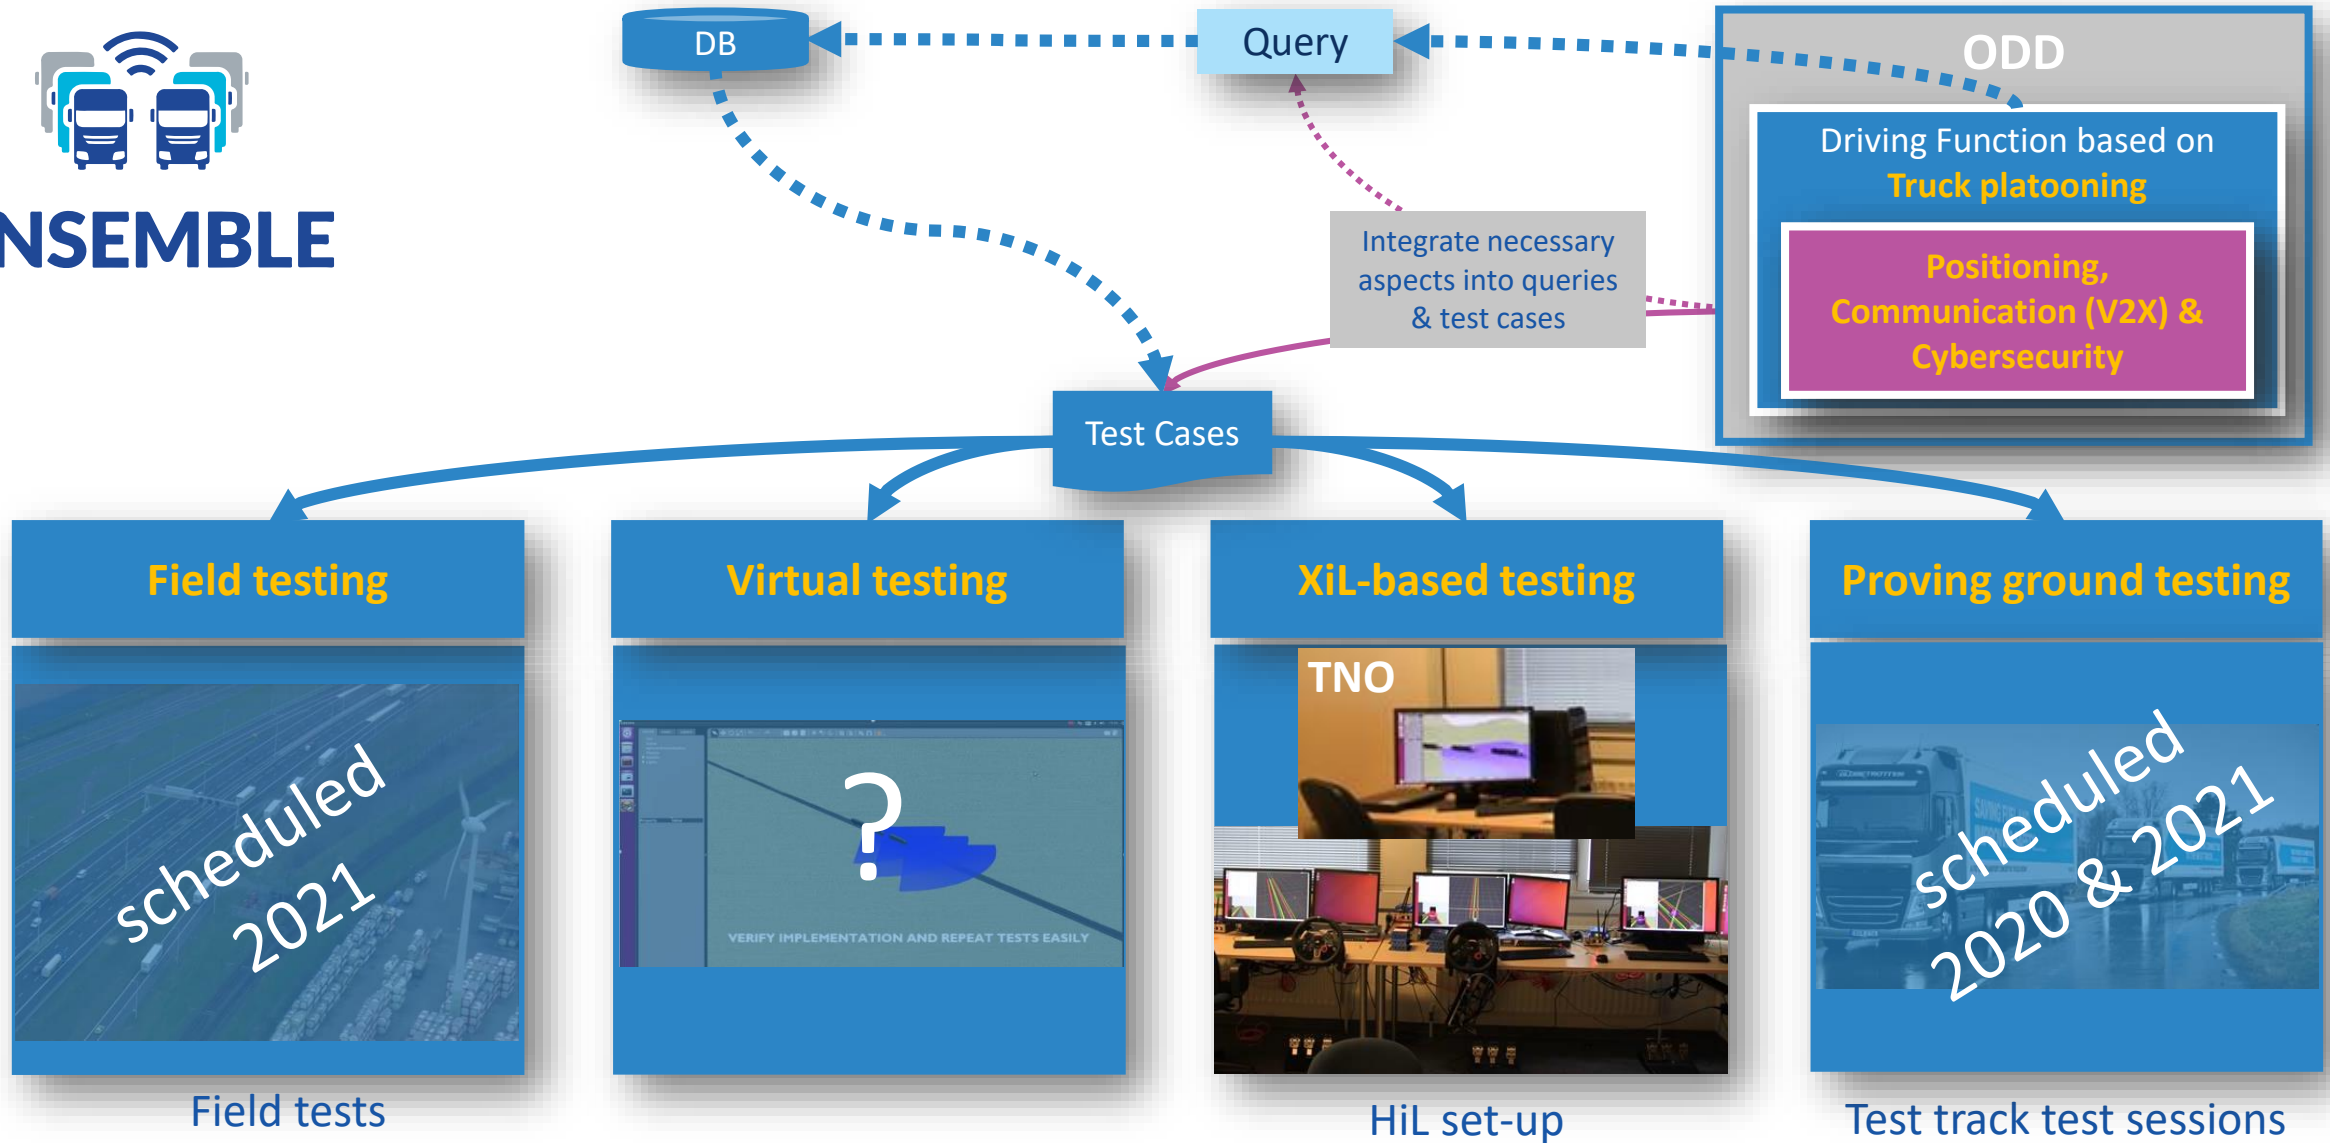 NSEMBLE
DB
Query
ODD
Driving Function based on
Truck platooning
Positioning,
Communication (V2X) &
Cybersecurity
Integrate necessary
aspects into queries
& test cases
Test Cases
Field testing
scheduled
2021
Field tests
Virtual testing
?
VERIFY IMPLEMENTATION AND REPEAT TESTS EASILY
XiL-based testing
TNO
HiL set-up
Proving ground testing
scheduled
2020 & 2021
Test track test sessions